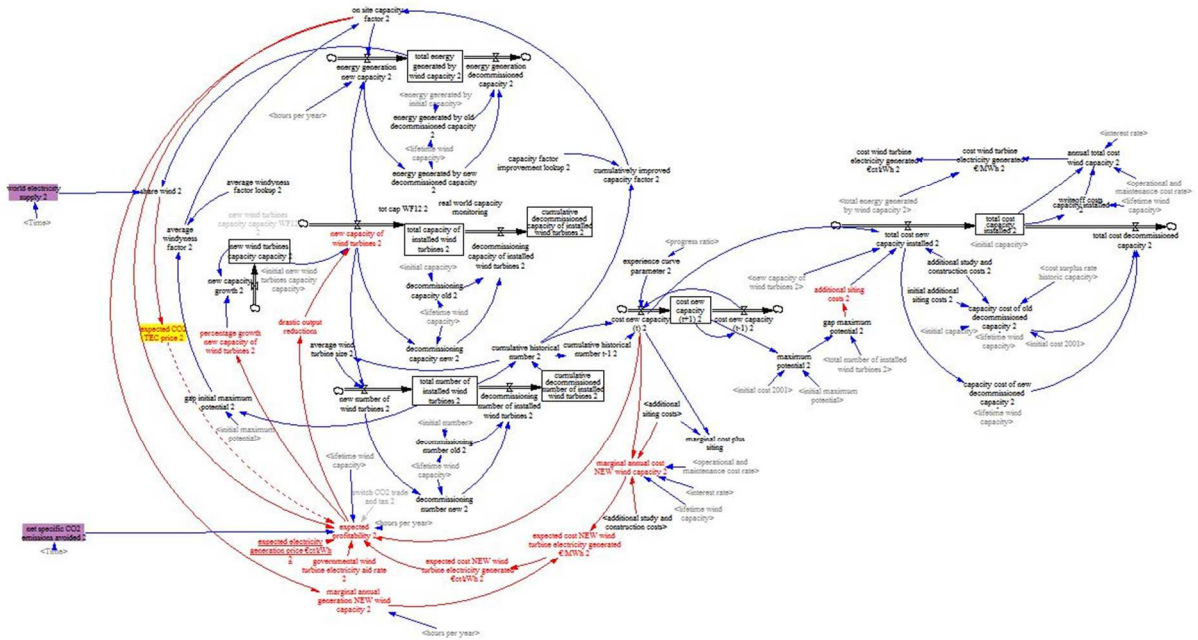 on site capacity
factor 2
energy generation
new capacity 2
total energy
generated by
wind capacity 2
energy generation
decommissioned
capacity 2
<energy generated by
initial capacity>
<hours per year>
energy generated by old
decommissioned capacity
2
<lifetime wind
capacity>
energy generated by new
decommissioned capacity
2
capacity factor
improvement lookup 2
cumulatively improved
capacity factor 2
world electricity
supply 2
<Time>
share wind 2
average windyness
factor lookup 2
average
windyness
factor 2
new wind turbines
capacity capacity WF12 2
tot cap WF12 2
real world capacity
monitoring
new capacity of
wind turbines 2
total capacity of
installed wind
turbines 2
decommissioning
capacity of installed
wind turbines 2
cumulative
decommissioned
capacity of installed
wind turbines 2
new wind turbines
capacity capacity 2
<initial new wind
turbines capacity
capacity>
new capacity
growth 2
<initial capacity>
decommissioning
capacity old 2
<lifetime wind
capacity>
decommissioning
capacity new 2
expected CO2
TEC price 2
percentage growth
new capacity of
wind turbines 2
drastic output
reductions
average wind
turbine size 2
cumulative historical
number 2
cumulative historical
number t-1 2
new number of
wind turbines 2
total number of
installed wind
turbines 2
decommissioning
number of installed
wind turbines 2
cumulative
decommissioned
number of installed
wind turbines 2
gap initial maximum
potential 2
<initial maximum
potential>
<initial number>
decommissioning
number old 2
<lifetime wind
capacity>
decommissioning
number new 2
<lifetime wind
capacity>
switch CO2 trade
and tax 2
<hours per year>
net specific CO2
emissions avoided 2
<Time>
expected
profitability 2
expected electricity
generation price €ct/kWh
2
governmental wind
turbine electricity aid rate
2
marginal annual
generation NEW wind
capacity 2
<hours per year>
expected cost NEW wind
turbine electricity generated
€ct/kWh 2
expected cost NEW wind
turbine electricity generated
€/MWh 2
<progress ratio>
experience curve
parameter 2
cost new capacity
(t) 2
cost new
capacity
(t+1) 2
cost new capacity
(t-1) 2
<additional
siting costs>
marginal cost plus
siting
marginal annual cost
NEW wind capacity 2
<operational and
maintenance cost rate>
<interest rate>
<lifetime wind
capacity>
<additional study and
construction costs>
maximum
potential 2
<initial cost 2001>
<initial maximum
potential>
<new capacity of
wind turbines 2>
additional siting
costs 2
gap maximum
potential 2
<total number of installed
wind turbines 2>
cost wind turbine
electricity generated
€ct/kWh 2
cost wind turbine
electricity generated
€/MWh 2
annual total cost
wind capacity 2
<interest rate>
<operational and
maintenance cost rate>
<lifetime wind
capacity>
<total energy generated
by wind capacity 2>
writeoff costs
capacity installed 2
total cost new
capacity installed 2
total cost
capacity
installed 2
<initial capacity>
total cost decommissioned
capacity 2
additional study and
construction costs 2
<cost surplus rate
historic capacity>
initial additional
siting costs 2
capacity cost of old
decommissioned
capacity 2
<initial capacity>
<lifetime wind
capacity>
<initial cost 2001>
capacity cost of new
decommissioned
capacity 2
<lifetime wind
capacity>